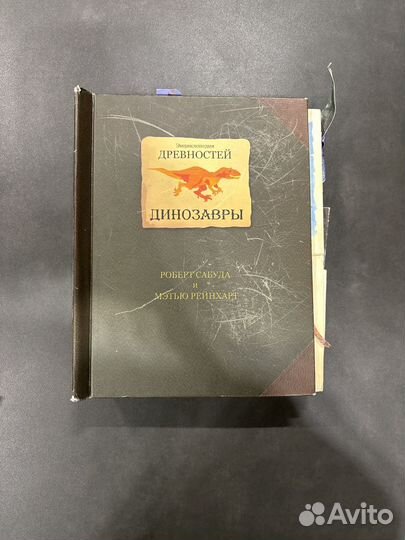 Энциклопедия
ДРЕВНОСТЕЙ
ДИНОЗАВРЫ
РОБЕРТ САБУДА
И
МЭТЬЮ РЕЙНХАРТ
Avito